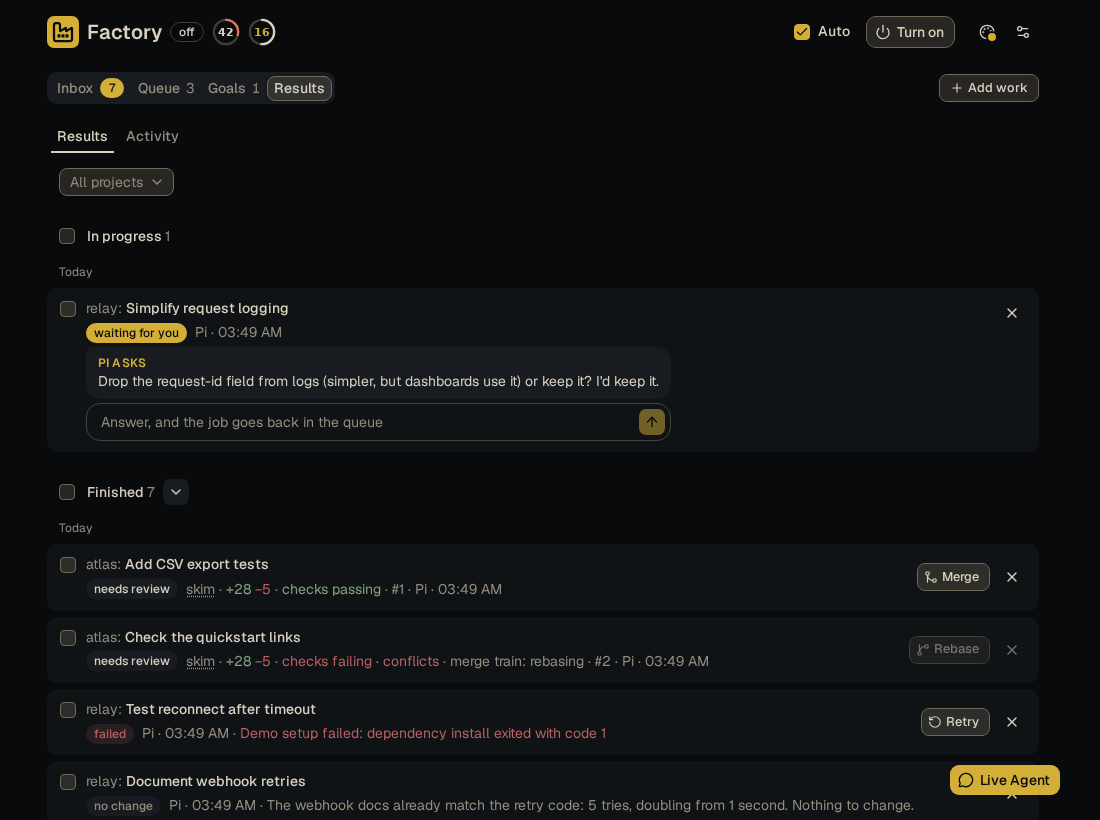 Factory off 42 16 Auto Turn on
Inbox 7 Queue 3 Goals 1 Results Add work
Results Activity
All projects
In progress 1
Today
relay: Simplify request logging
waiting for you Pi · 03:49 AM
PI ASKS
Drop the request-id field from logs (simpler, but dashboards use it) or keep it? I'd keep it.
Answer, and the job goes back in the queue
Finished 7
Today
atlas: Add CSV export tests
needs review skim · +28 −5 · checks passing · #1 · Pi · 03:49 AM
Merge
atlas: Check the quickstart links
needs review skim · +28 −5 · checks failing · conflicts · merge train: rebasing · #2 · Pi · 03:49 AM
Rebase
relay: Test reconnect after timeout
failed Pi · 03:49 AM · Demo setup failed: dependency install exited with code 1
Retry
relay: Document webhook retries
no change Pi · 03:49 AM · The webhook docs already match the retry code: 5 tries, doubling from 1 second. Nothing to change.
Live Agent